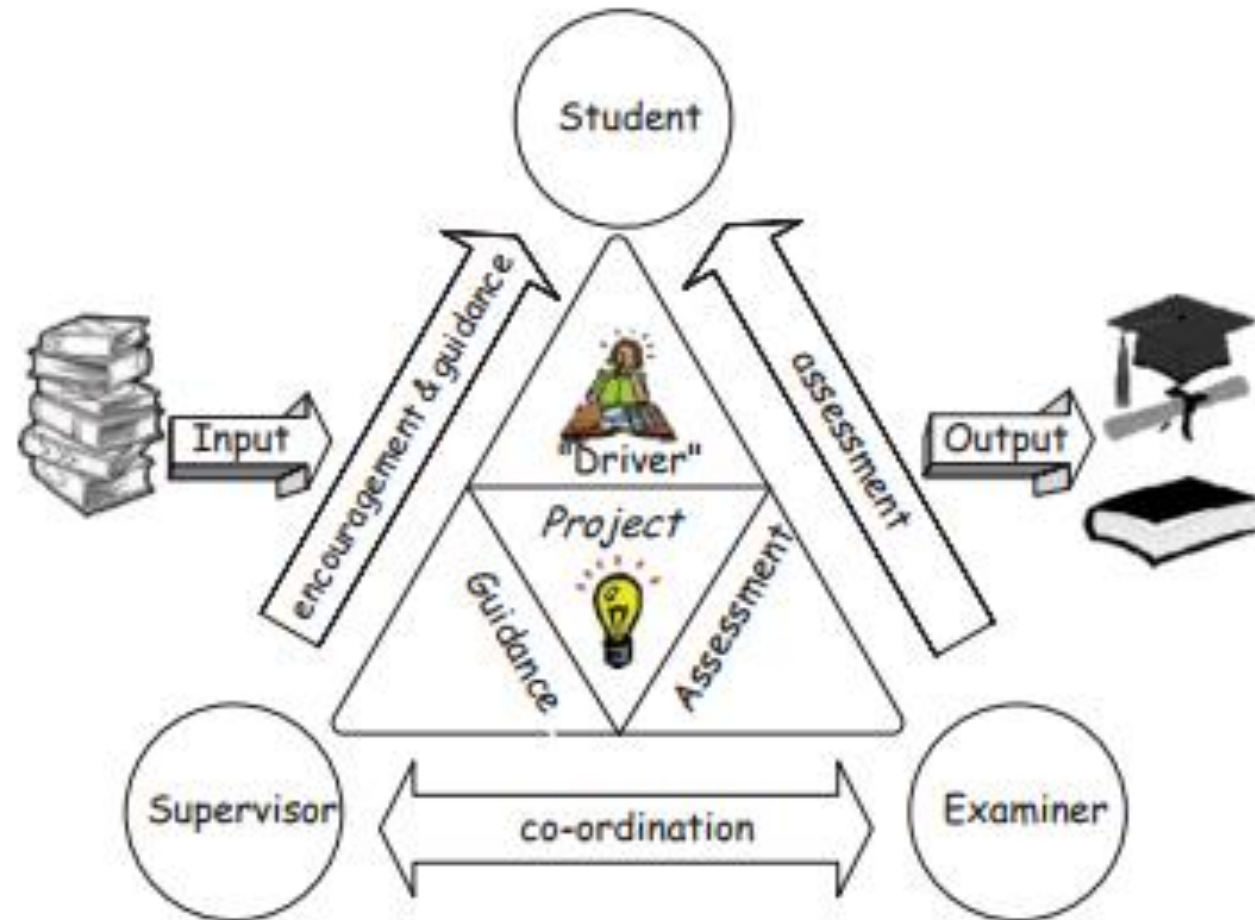 Student
encouragement & guidance
assessment
Input
Output
"Driver"
Project
Guidance
Assessment
Supervisor
co-ordination
Examiner